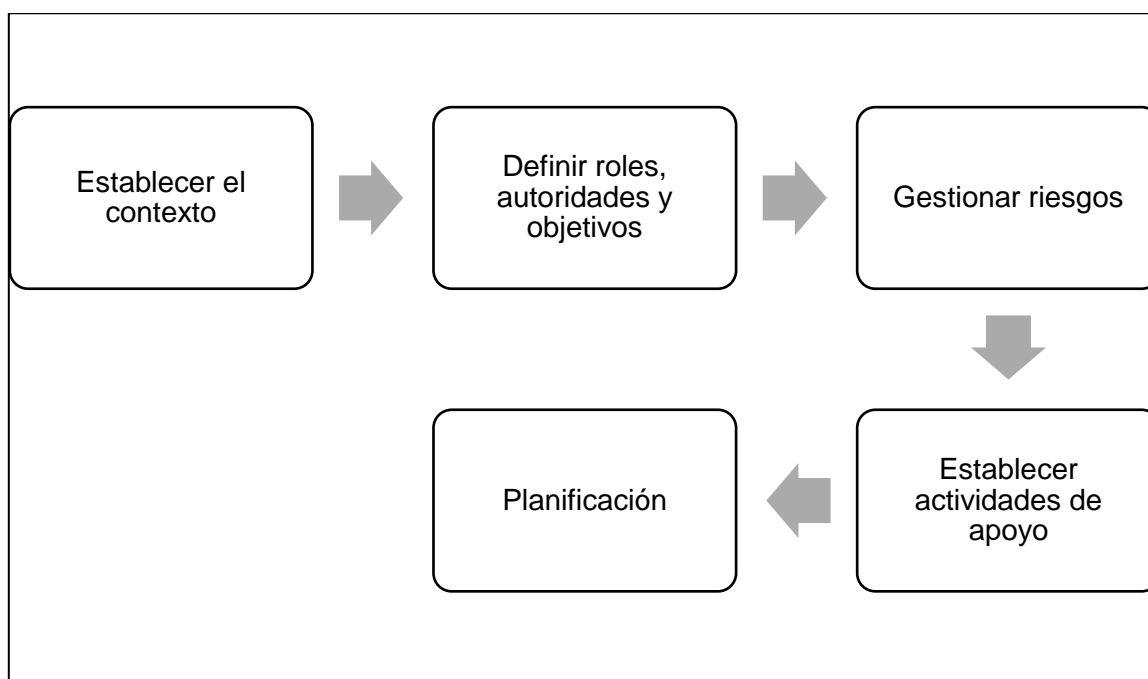 Establecer el
contexto
Definir roles,
autoridades y
objetivos
Gestionar riesgos
Establecer
actividades de
apoyo
Planificación